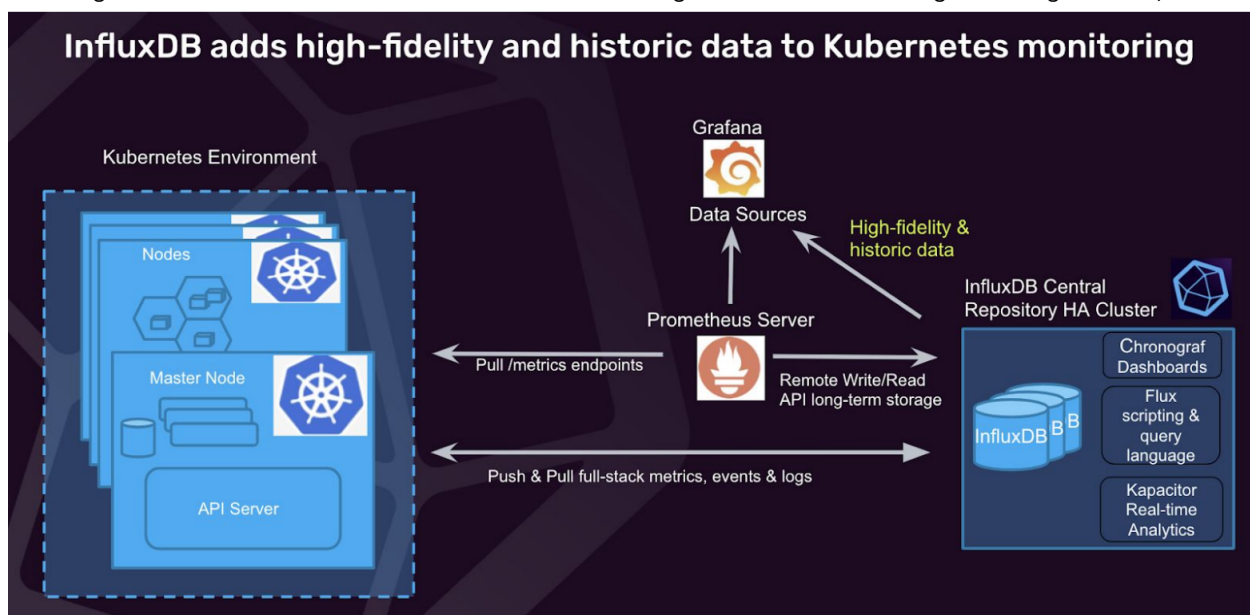 InfluxDB adds high-fidelity and historic data to Kubernetes monitoring
Kubernetes Environment
Nodes
Master Node
API Server
Grafana
Data Sources
High-fidelity &
historic data
Prometheus Server
Pull /metrics endpoints
Remote Write/Read
API long-term storage
Push & Pull full-stack metrics, events & logs
InfluxDB Central
Repository HA Cluster
InfluxDB B B
Chronograf
Dashboards
Flux
scripting &
query
language
Kapacitor
Real-time
Analytics